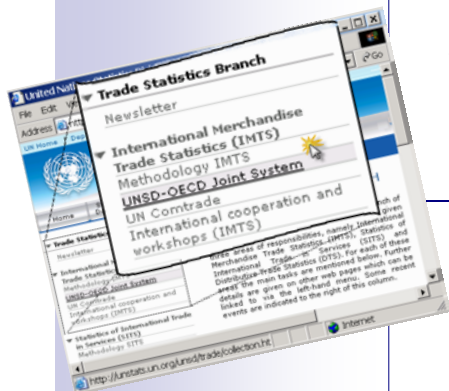 United Nati
File Edit
Address
UN Home Dep
Go
Home
Trade Statistics Branch
Newsletter
International Merchandise
Trade Statistics (IMTS)
Methodology IMTS
UNSD-OECD Joint System
UN Comtrade
International cooperation and
workshops (IMTS)
Trade Statistic
Newsletter
International
Trade Statis
Methodology
UNSD-OECD Joint System
UN Comtrade
International cooperation and
workshops (IMTS)
Statistics of International Trade
in Services (SITS)
Methodology SITS
three areas of responsibilities, namely International
Merchandise Trade Statistics (IMTS), Statistics of
International Trade in Services (SITS) and
Distributive Trade Statistics (DTS). For each of these
areas the main tasks are mentioned below. Further
details are given on other web pages which can be
linked to via the left-hand menu. Some recent
events are indicated to the right of this column.
Internet
http://unstats.un.org/unsd/trade/collection.ht